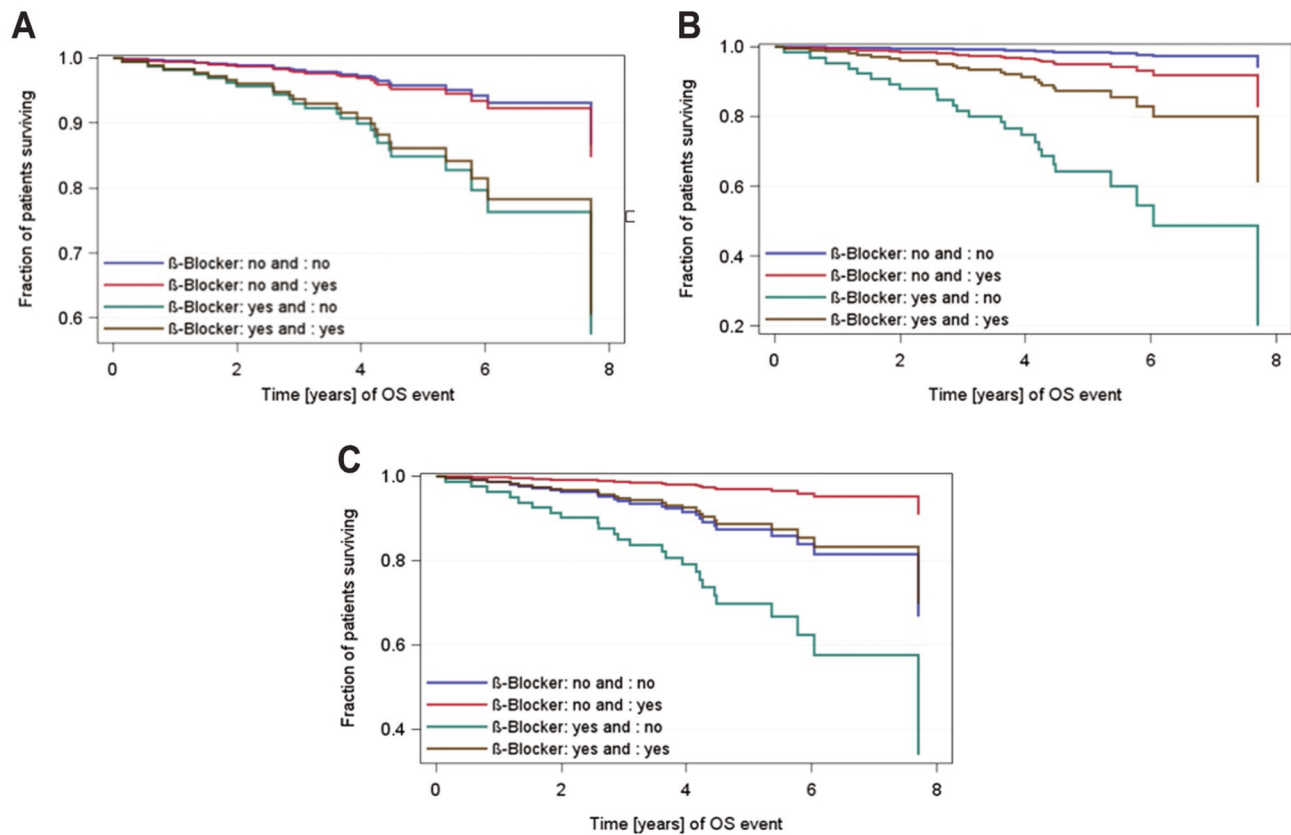 A
Fraction of patients surviving
1.0
0.9
0.8
0.7
0.6
ß-Blocker: no and : no
ß-Blocker: no and : yes
ß-Blocker: yes and : no
ß-Blocker: yes and : yes
0 2 4 6 8
Time [years] of OS event
B
Fraction of patients surviving
1.0
0.8
0.6
0.4
0.2
ß-Blocker: no and : no
ß-Blocker: no and : yes
ß-Blocker: yes and : no
ß-Blocker: yes and : yes
0 2 4 6 8
Time [years] of OS event
C
Fraction of patients surviving
1.0
0.8
0.6
0.4
ß-Blocker: no and : no
ß-Blocker: no and : yes
ß-Blocker: yes and : no
ß-Blocker: yes and : yes
0 2 4 6 8
Time [years] of OS event